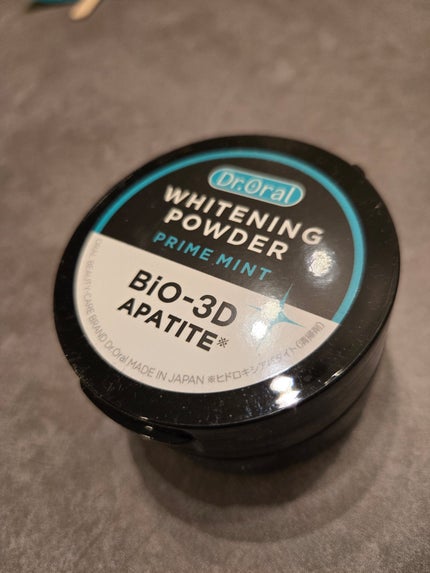 Dr.Oral
WHITENING
POWDER
PRIME MINT
BiO-3D
APATITE※
ORAL BEAUTY-CARE BRAND Dr.Oral MADE IN JAPAN ※ヒドロキシアパタイト(清掃剤)